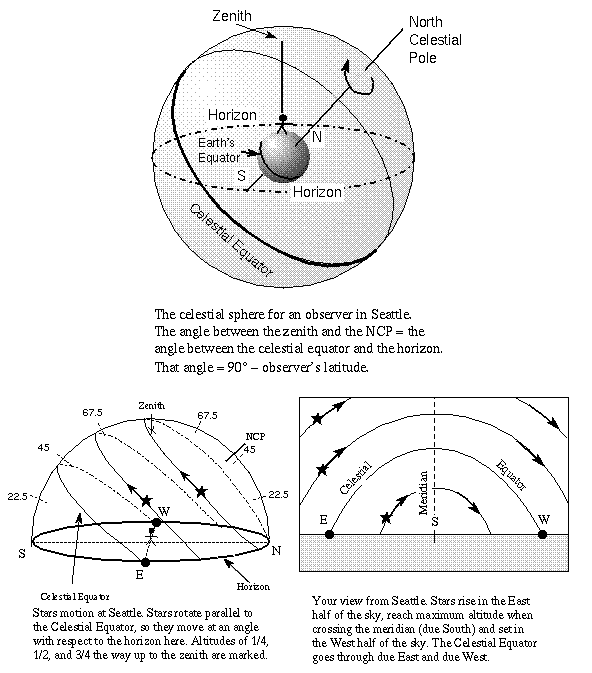 Zenith
North
Celestial
Pole
Horizon
N
Earth's
Equator
S
Horizon
Celestial Equator
The celestial sphere for an observer in Seattle.
The angle between the zenith and the NCP = the
angle between the celestial equator and the horizon.
That angle = 90° – observer's latitude.
Zenith
67.5
67.5
NCP
45
45
22.5
22.5
W
S
N
E
Celestial Equator
Horizon
Stars motion at Seattle. Stars rotate parallel to
the Celestial Equator, so they move at an angle
with respect to the horizon here. Altitudes of 1/4,
1/2, and 3/4 the way up to the zenith are marked.
Celestial
Equator
Meridian
E
S
W
Your view from Seattle. Stars rise in the East
half of the sky, reach maximum altitude when
crossing the meridian (due South) and set in
the West half of the sky. The Celestial Equator
goes through due East and due West.